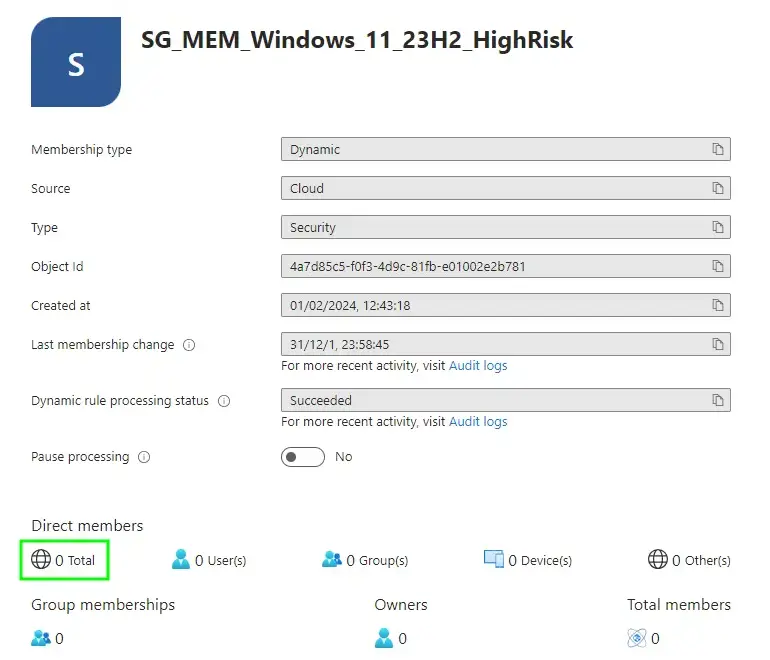 S
SG_MEM_Windows_11_23H2_HighRisk
Membership type Dynamic
Source Cloud
Type Security
Object Id 4a7d85c5-f0f3-4d9c-81fb-e01002e2b781
Created at 01/02/2024, 12:43:18
Last membership change 31/12/1, 23:58:45
For more recent activity, visit Audit logs
Dynamic rule processing status Succeeded
For more recent activity, visit Audit logs
Pause processing No
Direct members
0 Total 0 User(s) 0 Group(s) 0 Device(s) 0 Other(s)
Group memberships Owners Total members
0 0 0